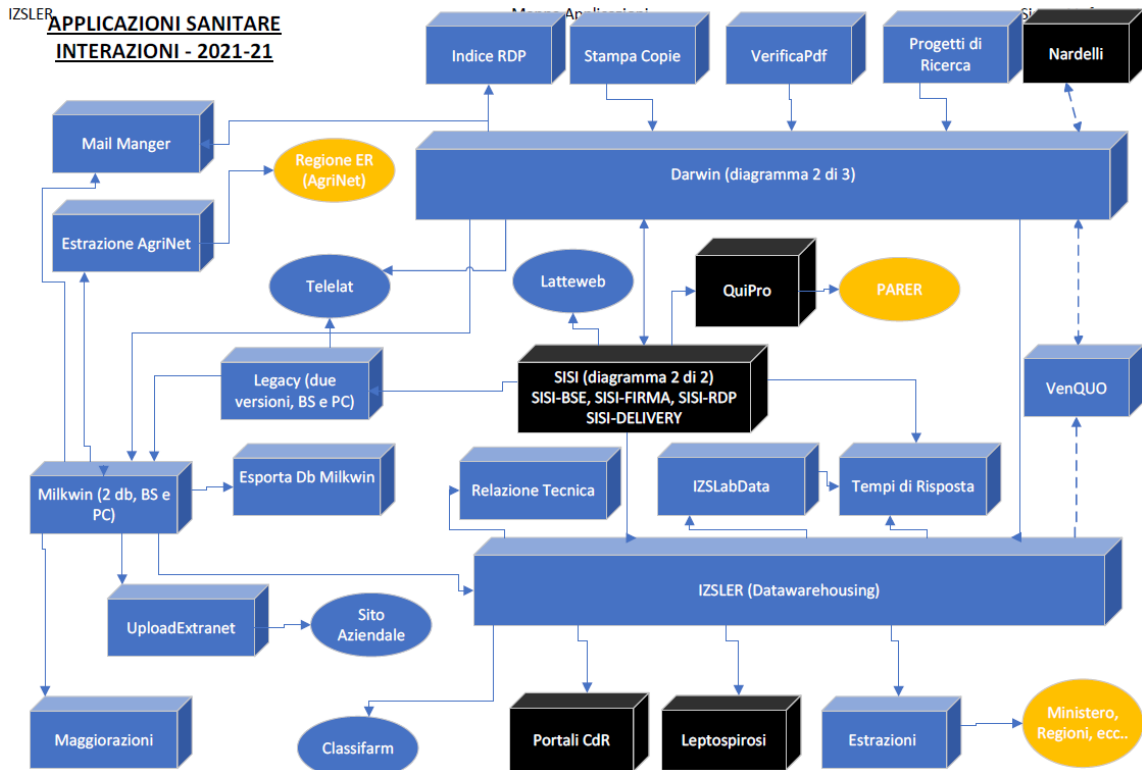 IZSLER
Mappa Applicazioni
APPLICAZIONI SANITARE
INTERAZIONI - 2021-21
Indice RDP
Stampa Copie
VerificaPdf
Progetti di
Ricerca
Nardelli
Mail Manger
Regione ER
(AgriNet)
Darwin (diagramma 2 di 3)
Estrazione AgriNet
Telelat
Latteweb
QuiPro
PARER
Legacy (due
versioni, BS e PC)
SISI (diagramma 2 di 2)
SISI-BSE, SISI-FIRMA, SISI-RDP
SISI-DELIVERY
VenQUO
Milkwin (2 db, BS e
PC)
Esporta Db Milkwin
Relazione Tecnica
IZSLabData
Tempi di Risposta
IZSLER (Datawarehousing)
UploadExtranet
Sito
Aziendale
Maggiorazioni
Classifarm
Portali CdR
Leptospirosi
Estrazioni
Ministero,
Regioni, ecc..